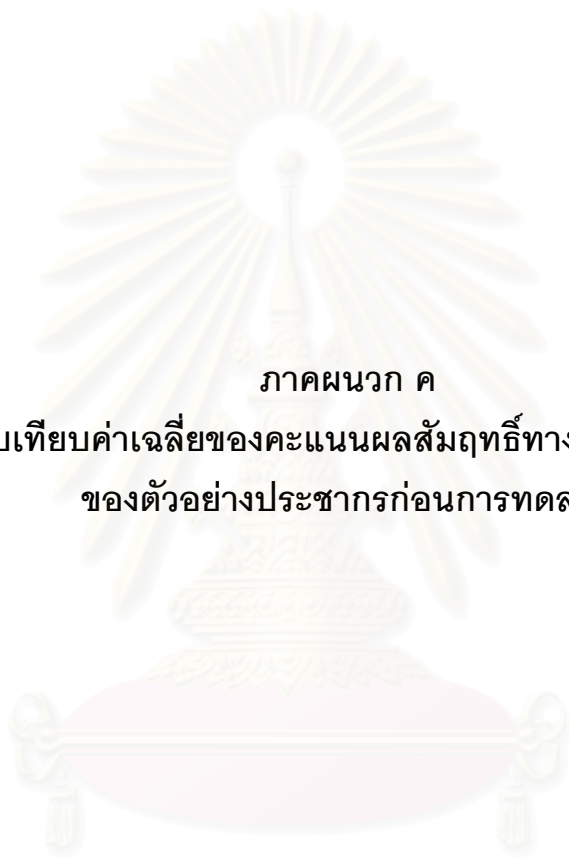 ภาคผนวก ค
บเทียบค่าเฉลี่ยของคะแนนผลสัมฤทธิ์ทาง
ของตัวอย่างประชากรก่อนการทด